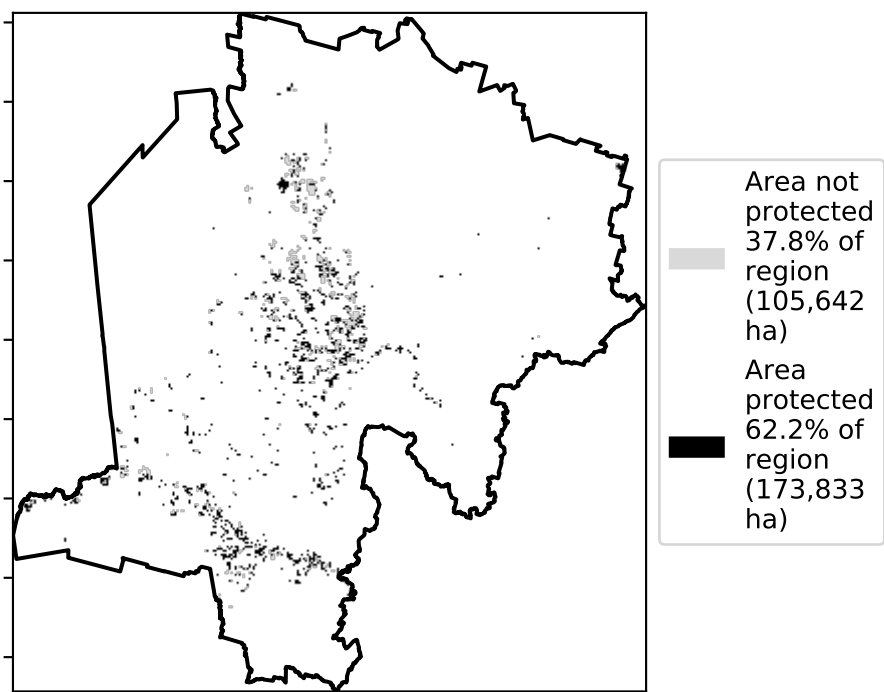 Area not
protected
37.8% of
region
(105,642
ha)
Area
protected
62.2% of
region
(173,833
ha)